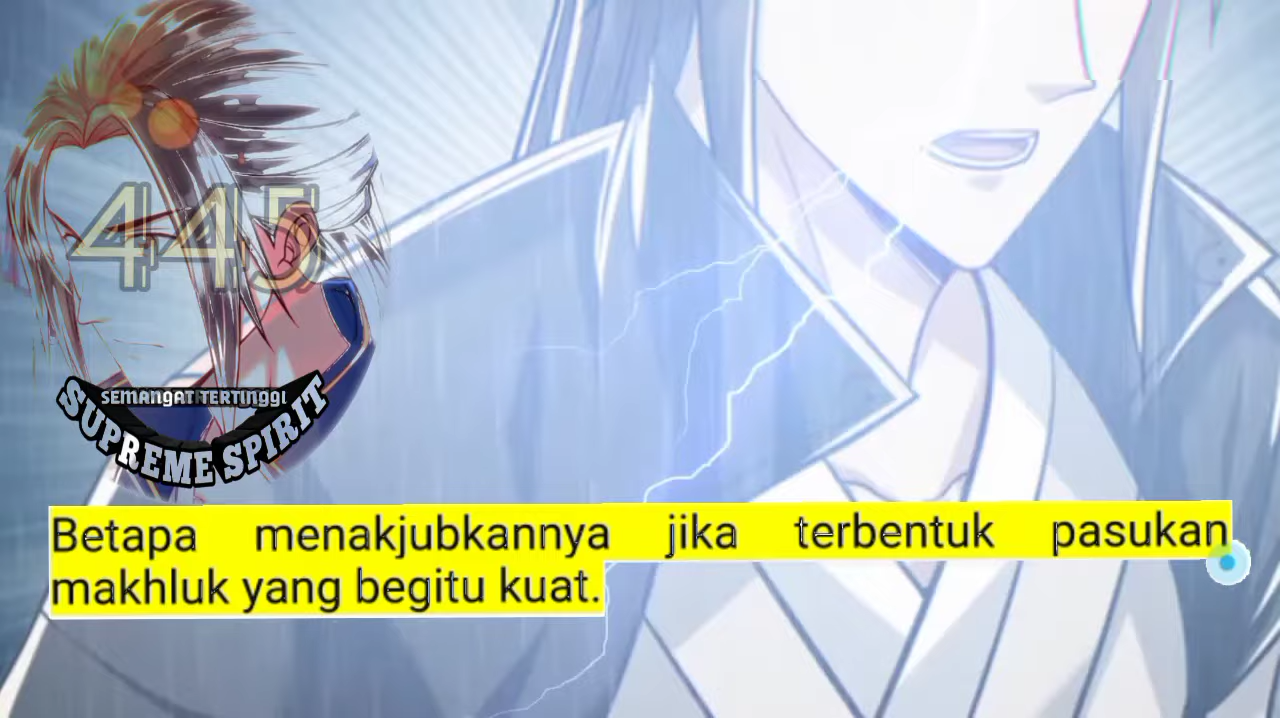 445
SEMANGAT TERTINGGI
SUPREME SPIRIT
Betapa menakjubkannya jika terbentuk pasukan
makhluk yang begitu kuat.